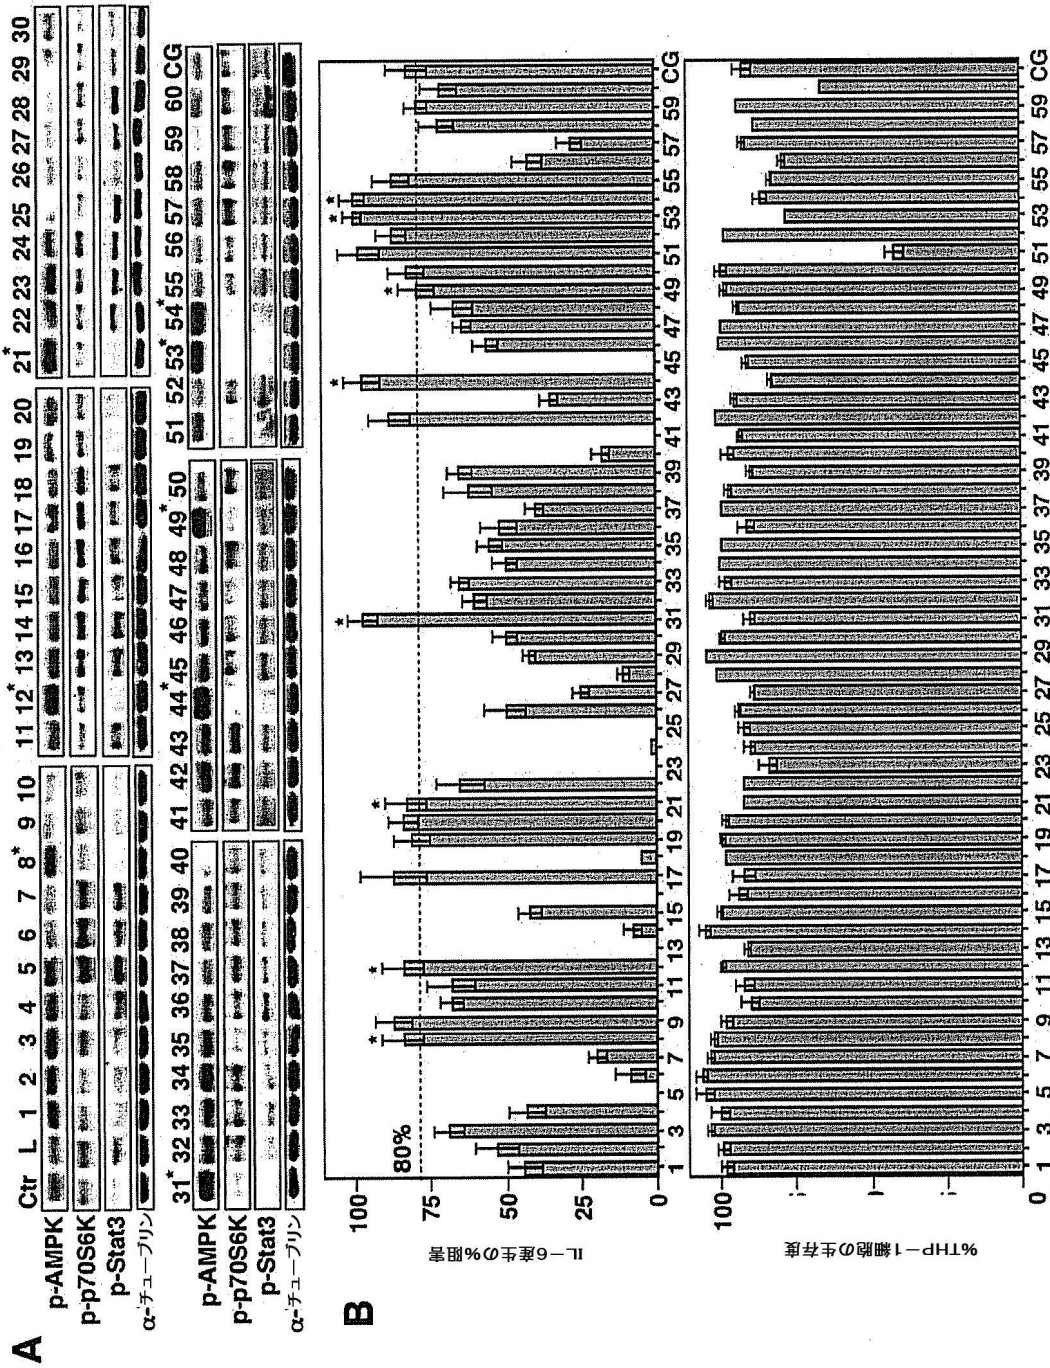 A
Ctr L 1 2 3 4 5 6 7 8* 9 10 11 12* 13 14 15 16 17 18 19 20 21* 22 23 24 25 26 27 28 29 30
p-AMPK
p-p70S6K
p-Stat3
α-チューブリン
31* 32 33 34 35 36 37 38 39 40 41 42 43 44* 45 46 47 48 49* 50 51 52 53* 54* 55 56 57 58 59 60 CG
p-AMPK
p-p70S6K
p-Stat3
α-チューブリン
B
IL-6産生の%阻害
100
75
50
25
0
80%
* * * * * * * *
1 3 5 7 9 11 13 15 17 19 21 23 25 27 29 31 33 35 37 39 41 43 45 47 49 51 53 55 57 59 CG
%THP-1細胞の生存度
100
0
1 3 5 7 9 11 13 15 17 19 21 23 25 27 29 31 33 35 37 39 41 43 45 47 49 51 53 55 57 59 CG